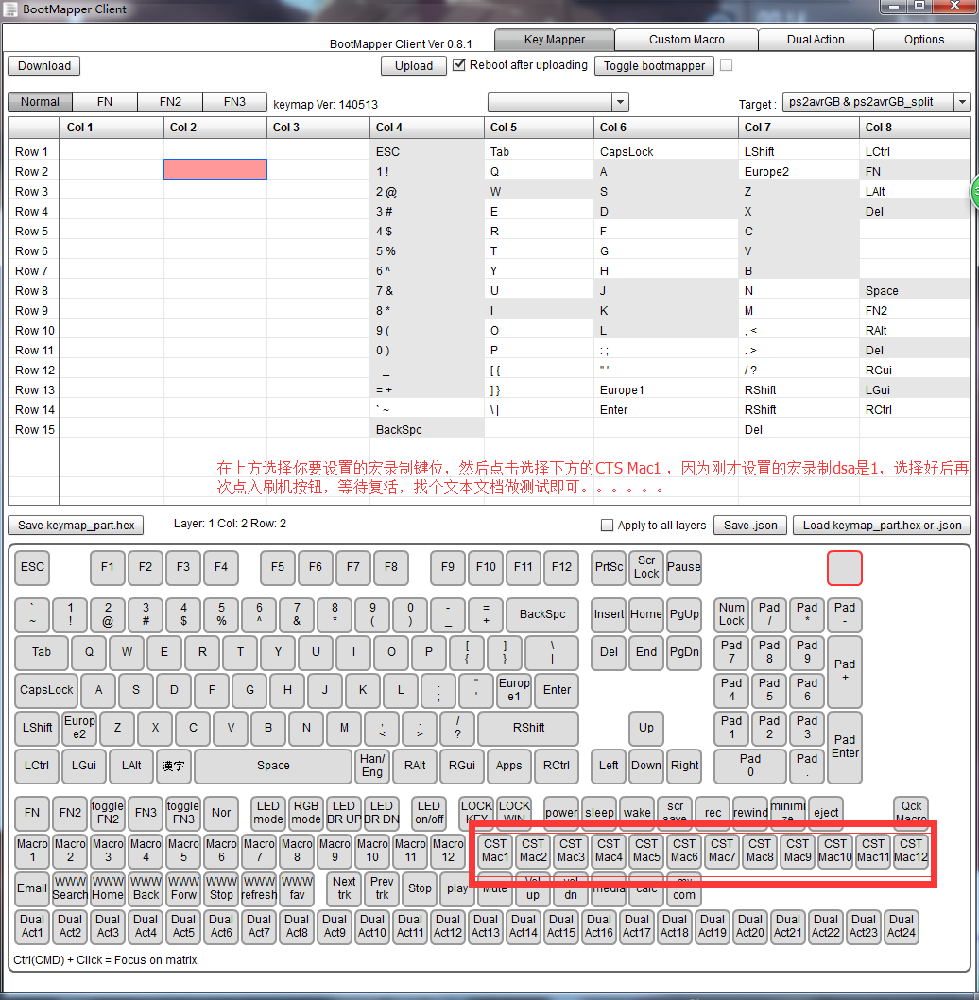 BootMapper Client
BootMapper Client Ver 0.8.1
Key Mapper Custom Macro Dual Action Options
Download Upload Reboot after uploading Toggle bootmapper
Normal FN FN2 FN3 keymap Ver: 140513 Target : ps2avrGB & ps2avrGB_split
Col 1 Col 2 Col 3 Col 4 Col 5 Col 6 Col 7 Col 8
Row 1 ESC Tab CapsLock LShift LCtrl
Row 2 1 ! Q A Europe2 FN
Row 3 2 @ W S Z LAlt
Row 4 3 # E D X Del
Row 5 4 $ R F C
Row 6 5 % T G V
Row 7 6 ^ Y H B
Row 8 7 & U J N Space
Row 9 8 * I K M FN2
Row 10 9 ( O L , < RAlt
Row 11 0 ) P : ; . > Del
Row 12 - _ [ { " ' / ? RGui
Row 13 = + ] } Europe1 RShift LGui
Row 14 ` ~ \ | Enter RShift RCtrl
Row 15 BackSpc Del
在上方选择你要设置的宏录制键位，然后点击选择下方的CTS Mac1 ，因为刚才设置的宏录制dsa是1，选择好后再
次点入刷机按钮，等待复活，找个文本文档做测试即可。。。。。。
Save keymap_part.hex Layer: 1 Col: 2 Row: 2 Apply to all layers Save .json Load keymap_part.hex or .json
ESC F1 F2 F3 F4 F5 F6 F7 F8 F9 F10 F11 F12 PrtSc Scr Lock Pause
` ~ 1 ! 2 @ 3 # 4 $ 5 % 6 ^ 7 & 8 * 9 ( 0 ) - _ = + BackSpc Insert Home PgUp Num Lock Pad / Pad * Pad -
Tab Q W E R T Y U I O P [ { ] } \ | Del End PgDn Pad 7 Pad 8 Pad 9 Pad +
CapsLock A S D F G H J K L : ; " ' Europ e1 Enter Pad 4 Pad 5 Pad 6
LShift Europ e2 Z X C V B N M , < . > / ? RShift Up Pad 1 Pad 2 Pad 3 Pad Enter
LCtrl LGui LAlt 漢字 Space Han/ Eng RAlt RGui Apps RCtrl Left Down Right Pad 0 Pad .
FN FN2 toggle FN2 FN3 toggle FN3 Nor LED mode RGB mode LED BR UP LED BR DN LED on/off LOCK KEY LOCK WIN power sleep wake scr save rec rewind minimi ze eject Qck Macro
Macro 1 Macro 2 Macro 3 Macro 4 Macro 5 Macro 6 Macro 7 Macro 8 Macro 9 Macro 10 Macro 11 Macro 12 CST Mac1 CST Mac2 CST Mac3 CST Mac4 CST Mac5 CST Mac6 CST Mac7 CST Mac8 CST Mac9 CST Mac10 CST Mac11 CST Mac12
Email WWW Search WWW Home WWW Back WWW Forw WWW Stop WWW refresh WWW fav Next trk Prev trk Stop play Mute Vol up vol dn media calc my com
Dual Act1 Dual Act2 Dual Act3 Dual Act4 Dual Act5 Dual Act6 Dual Act7 Dual Act8 Dual Act9 Dual Act10 Dual Act11 Dual Act12 Dual Act13 Dual Act14 Dual Act15 Dual Act16 Dual Act17 Dual Act18 Dual Act19 Dual Act20 Dual Act21 Dual Act22 Dual Act23 Dual Act24
Ctrl(CMD) + Click = Focus on matrix.